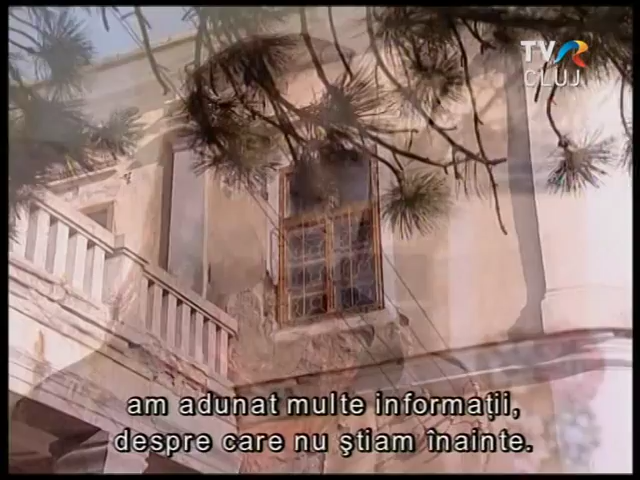 TVR
CLUJ
am adunat multe informaţii,
despre care nu ştiam înainte.